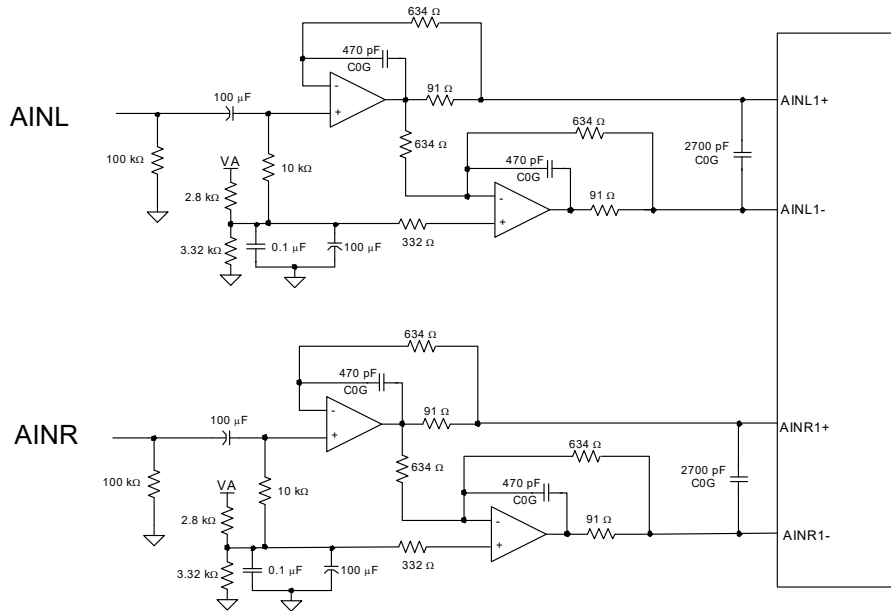 634 Ω
470 pF
C0G
-
+
91 Ω
100 µF
AINL
AINL1+
634 Ω
634 Ω
470 pF
C0G
2700 pF
C0G
100 kΩ
VA
10 kΩ
2.8 kΩ
-
+
91 Ω
AINL1-
3.32 kΩ
0.1 µF
100 µF
332 Ω
634 Ω
470 pF
C0G
-
+
91 Ω
100 µF
AINR
AINR1+
634 Ω
634 Ω
470 pF
C0G
2700 pF
C0G
100 kΩ
VA
10 kΩ
2.8 kΩ
-
+
91 Ω
AINR1-
3.32 kΩ
0.1 µF
100 µF
332 Ω